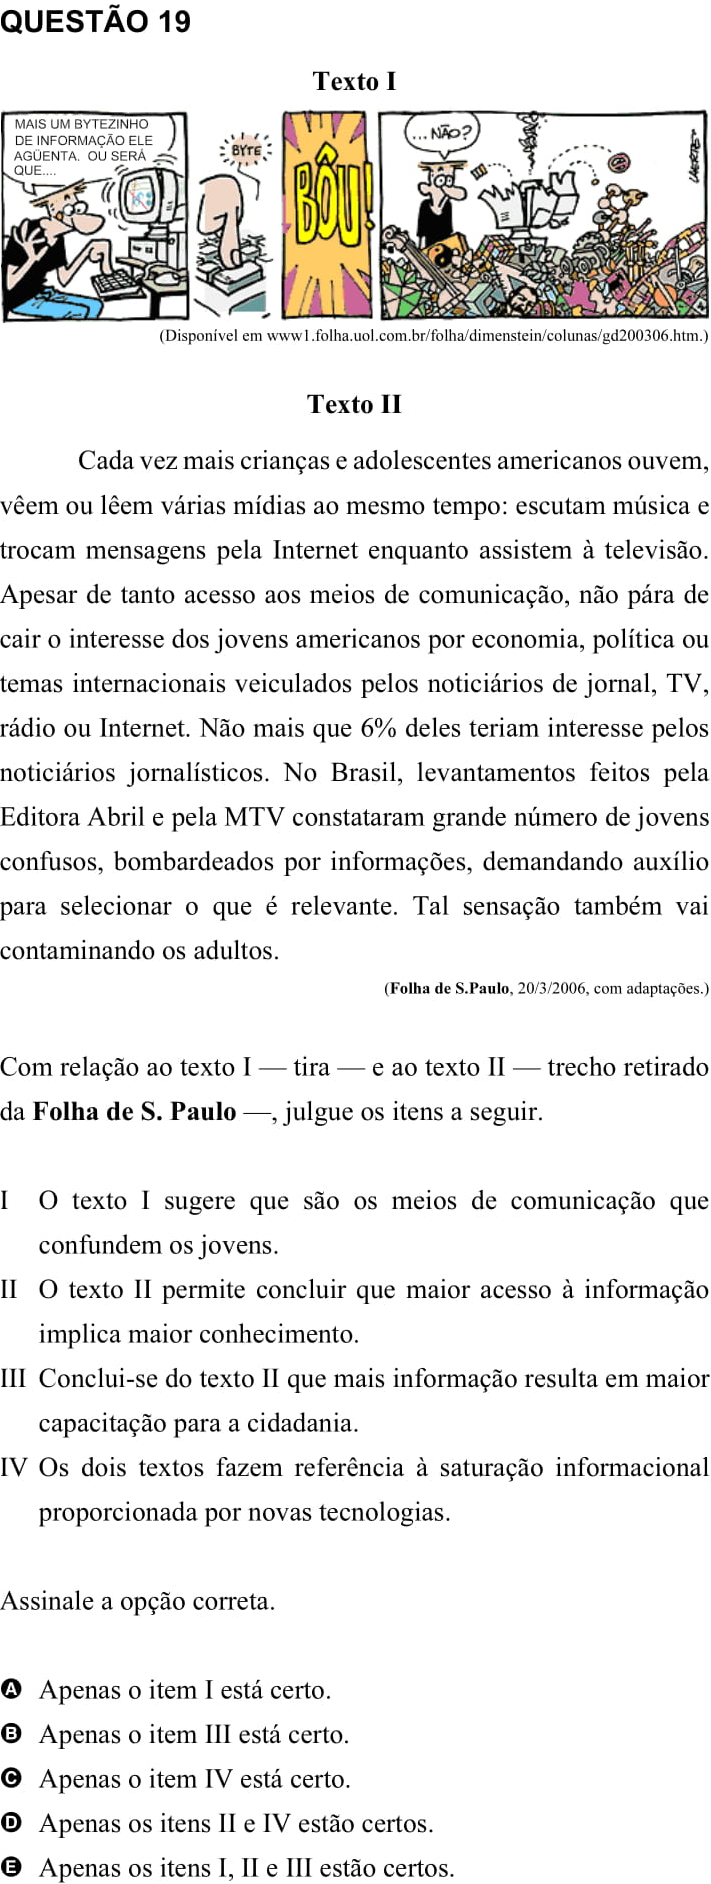 QUESTÃO 19
Texto I
MAIS UM BYTEZINHO
DE INFORMAÇÃO ELE
AGÜENTA. OU SERÁ
QUE....
BYTE
BÔU!
... NÃO?
@
LAERTE
(Disponível em www1.folha.uol.com.br/folha/dimenstein/colunas/gd200306.htm.)
Texto II
Cada vez mais crianças e adolescentes americanos ouvem,
vêem ou lêem várias mídias ao mesmo tempo: escutam música e
trocam mensagens pela Internet enquanto assistem à televisão.
Apesar de tanto acesso aos meios de comunicação, não pára de
cair o interesse dos jovens americanos por economia, política ou
temas internacionais veiculados pelos noticiários de jornal, TV,
rádio ou Internet. Não mais que 6% deles teriam interesse pelos
noticiários jornalísticos. No Brasil, levantamentos feitos pela
Editora Abril e pela MTV constataram grande número de jovens
confusos, bombardeados por informações, demandando auxílio
para selecionar o que é relevante. Tal sensação também vai
contaminando os adultos.
(Folha de S.Paulo, 20/3/2006, com adaptações.)
Com relação ao texto I — tira — e ao texto II — trecho retirado
da Folha de S. Paulo —, julgue os itens a seguir.
I O texto I sugere que são os meios de comunicação que
confundem os jovens.
II O texto II permite concluir que maior acesso à informação
implica maior conhecimento.
III Conclui-se do texto II que mais informação resulta em maior
capacitação para a cidadania.
IV Os dois textos fazem referência à saturação informacional
proporcionada por novas tecnologias.
Assinale a opção correta.
A Apenas o item I está certo.
B Apenas o item III está certo.
C Apenas o item IV está certo.
D Apenas os itens II e IV estão certos.
E Apenas os itens I, II e III estão certos.